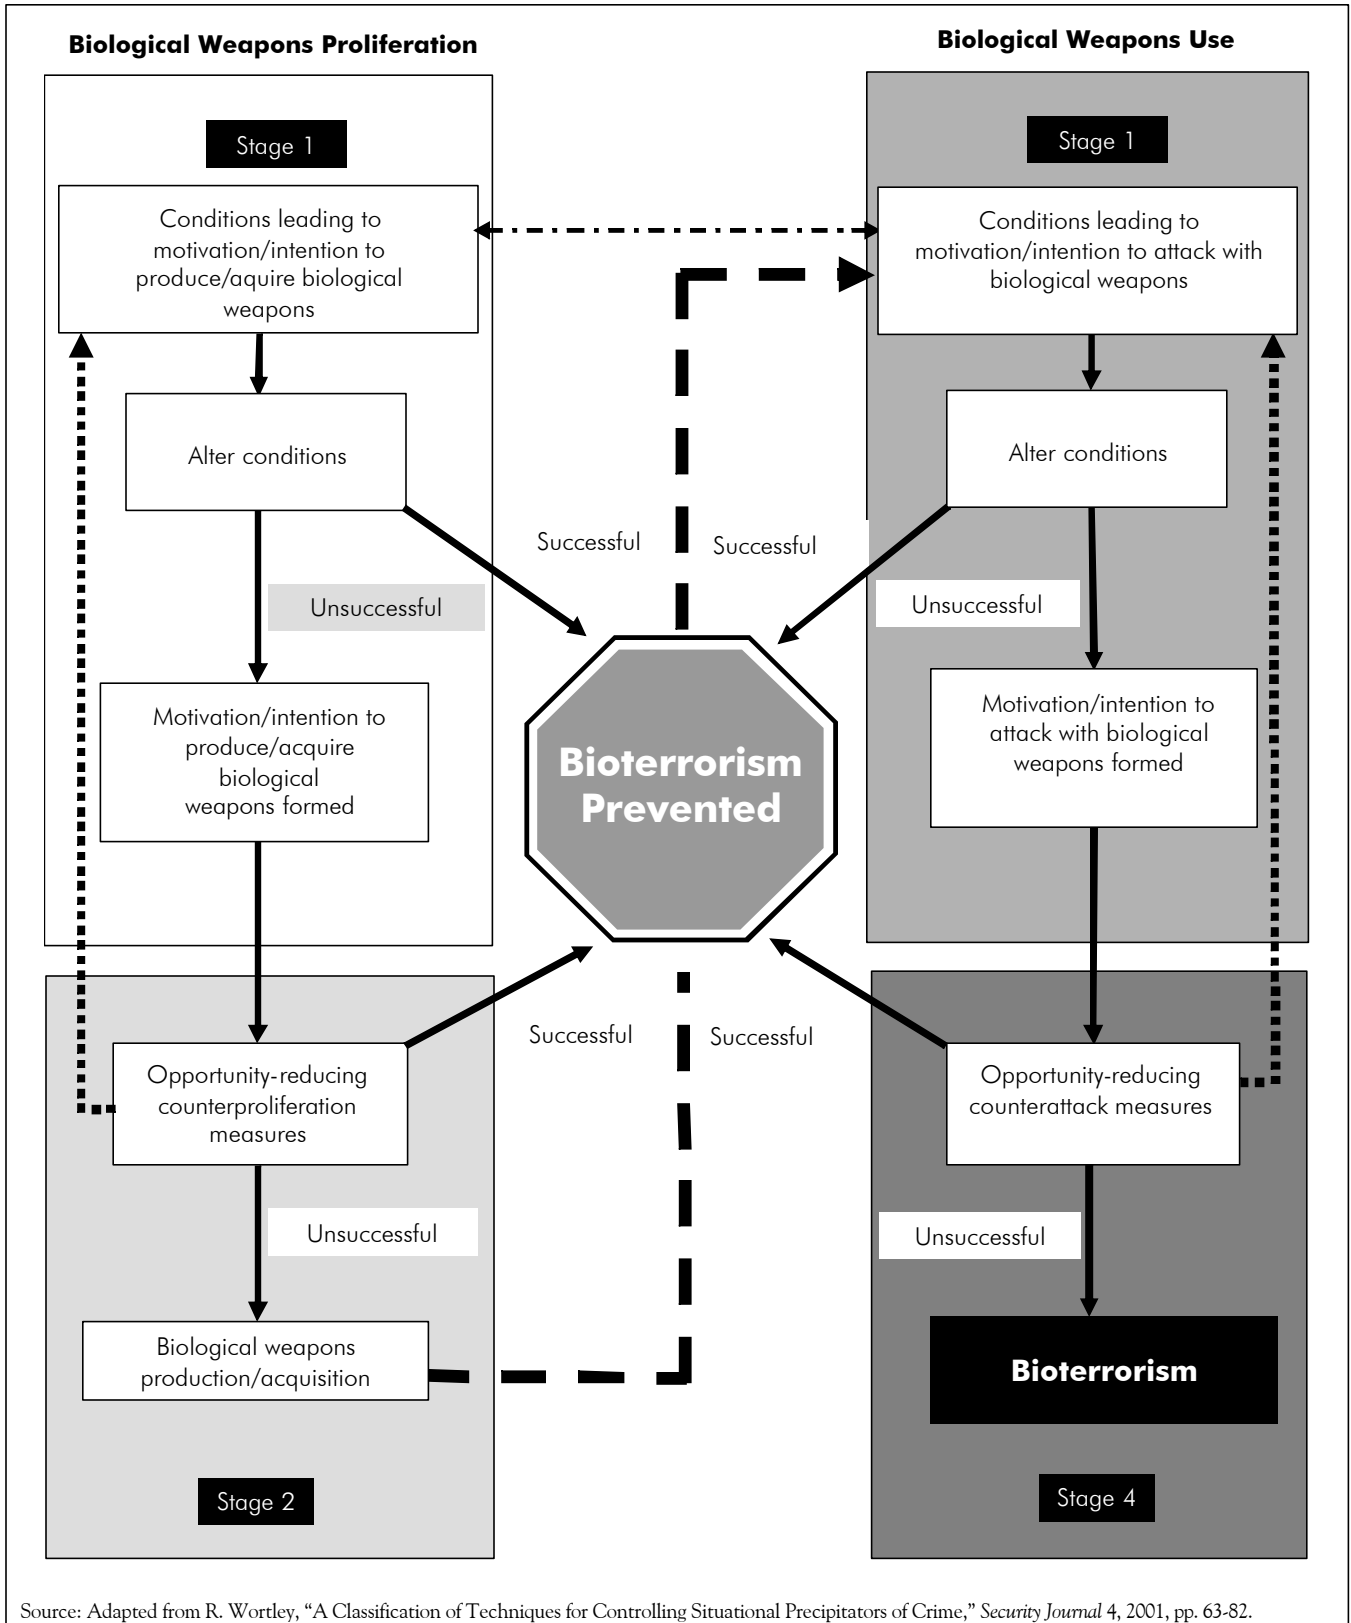 Biological Weapons Proliferation
Biological Weapons Use
Stage 1
Conditions leading to
motivation/intention to
produce/aquire biological
weapons
Alter conditions
Successful
Unsuccessful
Motivation/intention to
produce/acquire
biological
weapons formed
Stage 1
Conditions leading to
motivation/intention to attack with
biological weapons
Alter conditions
Successful
Unsuccessful
Motivation/intention to
attack with biological
weapons formed
Bioterrorism
Prevented
Opportunity-reducing
counterproliferation
measures
Successful
Unsuccessful
Biological weapons
production/acquisition
Stage 2
Successful
Opportunity-reducing
counterattack measures
Unsuccessful
Bioterrorism
Stage 4
Source: Adapted from R. Wortley, “A Classification of Techniques for Controlling Situational Precipitators of Crime,” Security Journal 4, 2001, pp. 63-82.